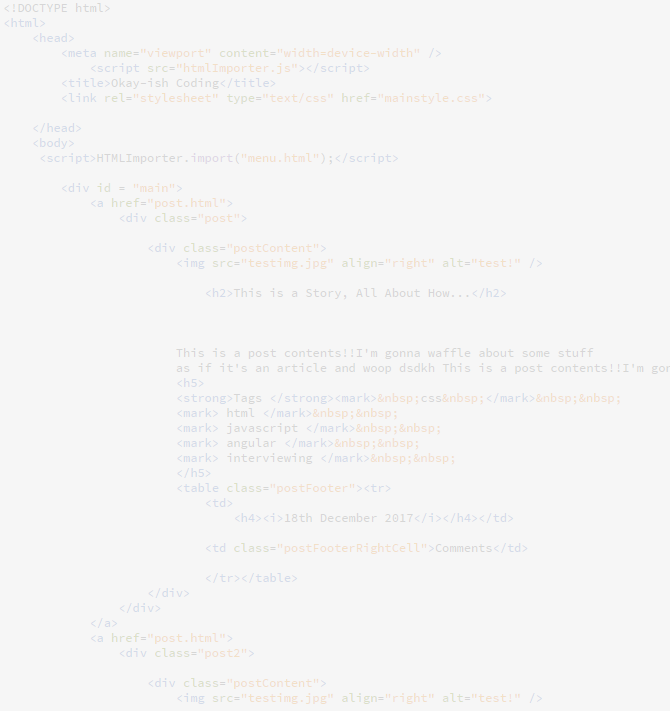 <!DOCTYPE html>
<html>
<head>
<meta name="viewport" content="width=device-width" />
<script src="htmlImporter.js"></script>
<title>Okay-ish Coding</title>
<link rel="stylesheet" type="text/css" href="mainstyle.css">
</head>
<body>
<script>HTMLImporter.import("menu.html");</script>
<div id = "main">
<a href="post.html">
<div class="post">
<div class="postContent">
<img src="testimg.jpg" align="right" alt="test!" />
<h2>This is a Story, All About How...</h2>
This is a post contents!!I'm gonna waffle about some stuff
as if it's an article and woop dsdkh This is a post contents!!I'm gon
<h5>
<strong>Tags </strong><mark>&nbsp;css&nbsp;</mark>&nbsp;&nbsp;
<mark> html </mark>&nbsp;&nbsp;
<mark> javascript </mark>&nbsp;&nbsp;
<mark> angular </mark>&nbsp;&nbsp;
<mark> interviewing </mark>&nbsp;&nbsp;
</h5>
<table class="postFooter"><tr>
<td>
<h4><i>18th December 2017</i></h4></td>
<td class="postFooterRightCell">Comments</td>
</tr></table>
</div>
</div>
</a>
<a href="post.html">
<div class="post2">
<div class="postContent">
<img src="testimg.jpg" align="right" alt="test!" />